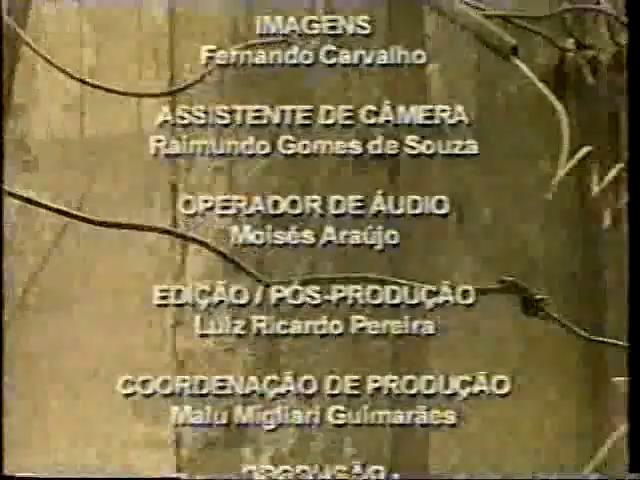 IMAGENS
Fernando Carvalho
ASSISTENTE DE CÂMERA
Raimundo Gomes de Souza
OPERADOR DE ÁUDIO
Moisés Araújo
EDIÇÃO / PÓS-PRODUÇÃO
Luiz Ricardo Pereira
COORDENAÇÃO DE PRODUÇÃO
Malu Migliari Guimarães
PRODUÇÃO